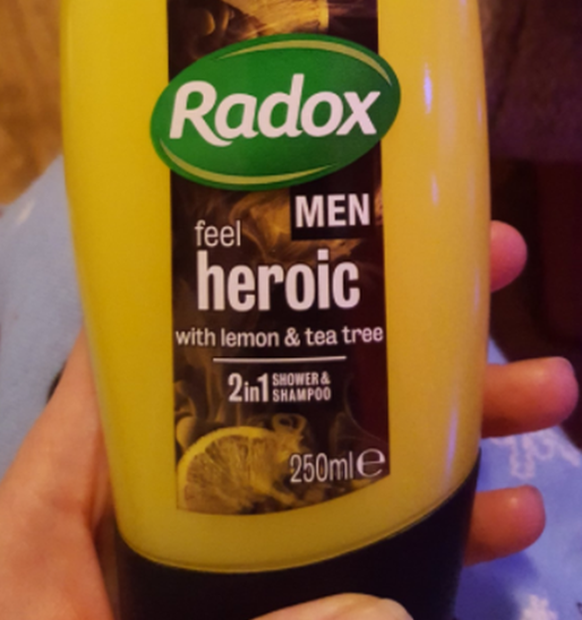 Radox
MEN
feel
heroic
with lemon & tea tree
2in1 SHOWER &
SHAMPOO
250ml e